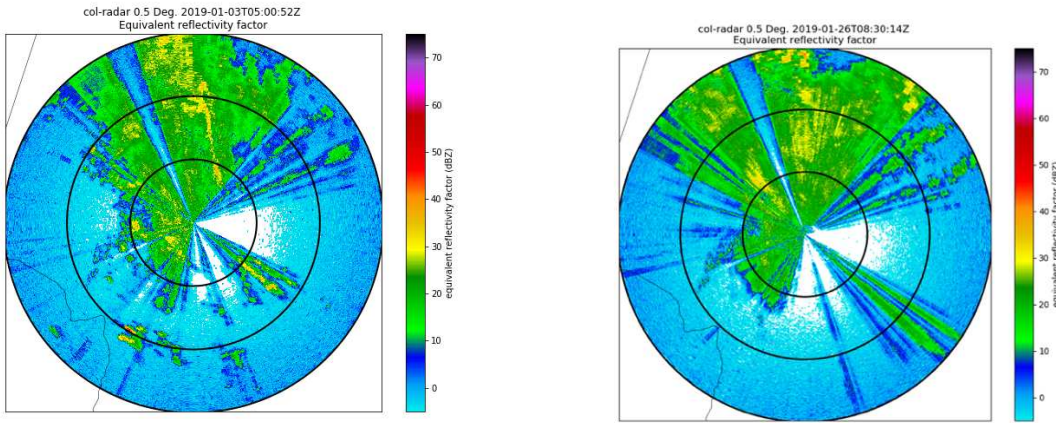 col-radar 0.5 Deg. 2019-01-03T05:00:52Z
Equivalent reflectivity factor
70
60
50
40
30
20
10
0
equivalent reflectivity factor (dBZ)
col-radar 0.5 Deg. 2019-01-26T08:30:14Z
Equivalent reflectivity factor
70
60
50
40
30
20
10
0
equivalent reflectivity factor (dBZ)